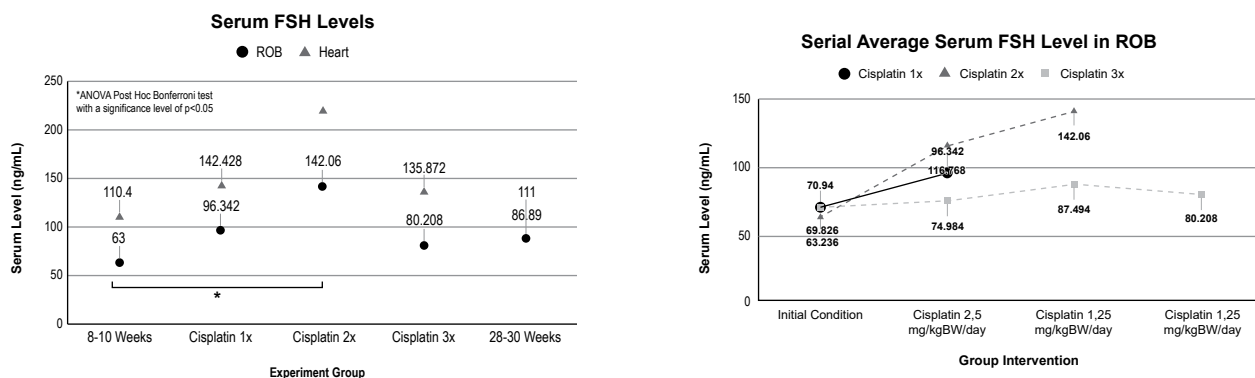 Serum FSH Levels
ROB Heart
*ANOVA Post Hoc Bonferroni test
with a significance level of p<0.05
Serum Level (ng/mL)
250
200
150
100
50
0
110.4
63
142.428
96.342
142.06
135.872
80.208
111
86.89
*
8-10 Weeks Cisplatin 1x Cisplatin 2x Cisplatin 3x 28-30 Weeks
Experiment Group
Serial Average Serum FSH Level in ROB
Cisplatin 1x Cisplatin 2x Cisplatin 3x
Serum Level (ng/mL)
150
100
50
0
70.94
69.826
63.236
96.342
116.768
74.984
142.06
87.494
80.208
Initial Condition Cisplatin 2,5 Cisplatin 1,25 Cisplatin 1,25
mg/kgBW/day mg/kgBW/day mg/kgBW/day
Group Intervention